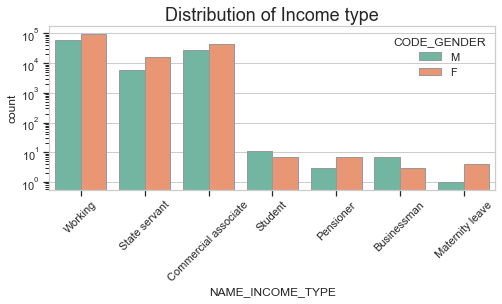 Distribution of Income type
CODE_GENDER
M
F
count
10⁵
10⁴
10³
10²
10¹
10⁰
Working
State servant
Commercial associate
Student
Pensioner
Businessman
Maternity leave
NAME_INCOME_TYPE